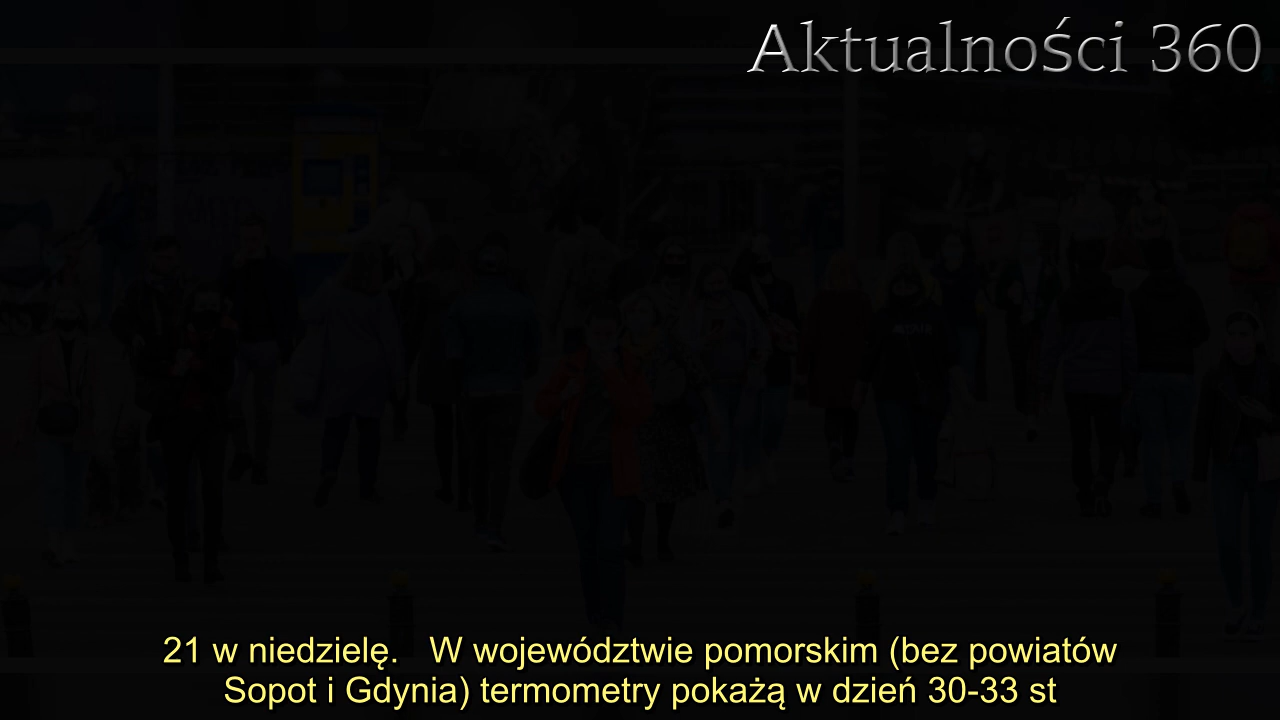 Aktualności 360
21 w niedzielę.   W województwie pomorskim (bez powiatów
Sopot i Gdynia) termometry pokażą w dzień 30-33 st